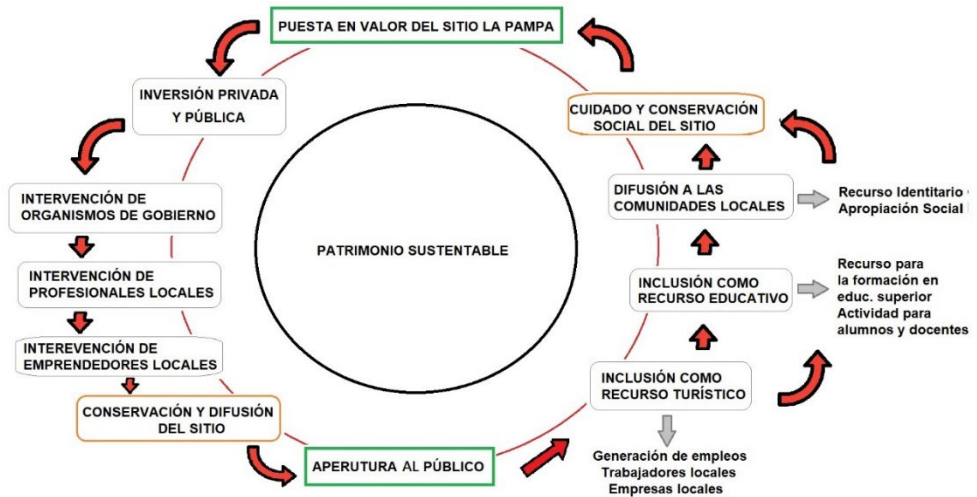 PUESTA EN VALOR DEL SITIO LA PAMPA
INVERSIÓN PRIVADA
Y PÚBLICA
INTERVENCIÓN DE
ORGANISMOS DE GOBIERNO
INTERVENCIÓN DE
PROFESIONALES LOCALES
INTEREVENCIÓN DE
EMPRENDEDORES LOCALES
CONSERVACIÓN Y DIFUSIÓN
DEL SITIO
APERUTURA AL PÚBLICO
PATRIMONIO SUSTENTABLE
INCLUSIÓN COMO
RECURSO TURÍSTICO
Generación de empleos
Trabajadores locales
Empresas locales
INCLUSIÓN COMO
RECURSO EDUCATIVO
Recurso para
la formación en
educ. superior
Actividad para
alumnos y docentes
DIFUSIÓN A LAS
COMUNIDADES LOCALES
Recurso Identitario
Apropiación Social
CUIDADO Y CONSERVACIÓN
SOCIAL DEL SITIO